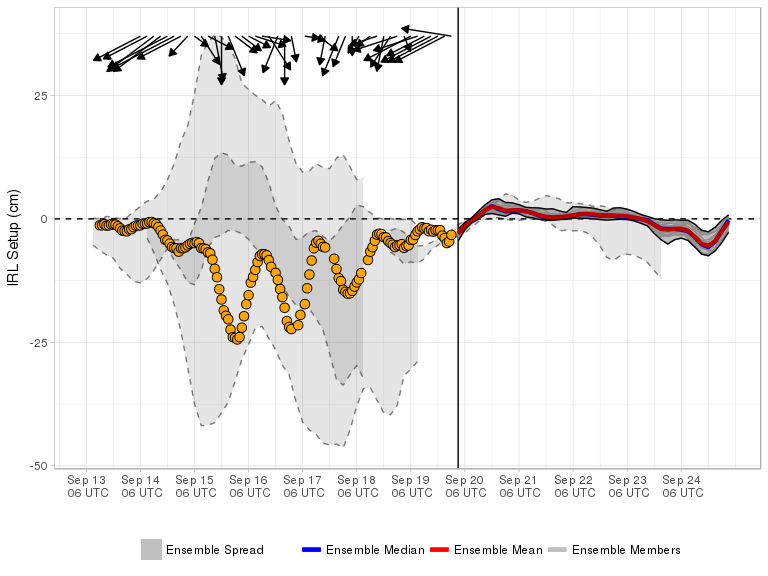 IRL Setup (cm)
25
0
-25
-50
Sep 13 Sep 14 Sep 15 Sep 16 Sep 17 Sep 18 Sep 19 Sep 20 Sep 21 Sep 22 Sep 23 Sep 24
06 UTC 06 UTC 06 UTC 06 UTC 06 UTC 06 UTC 06 UTC 06 UTC 06 UTC 06 UTC 06 UTC 06 UTC
Ensemble Spread Ensemble Median Ensemble Mean Ensemble Members